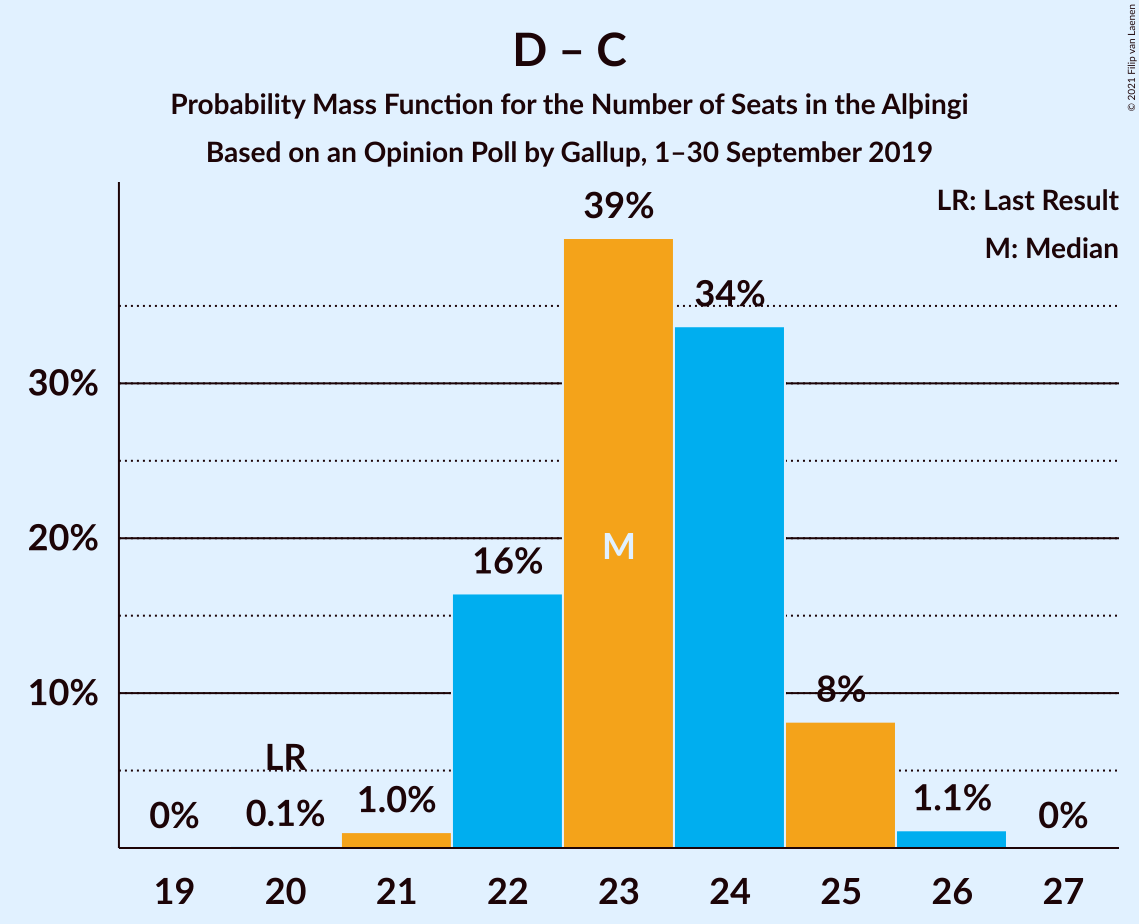 D – C
Probability Mass Function for the Number of Seats in the Alþingi
Based on an Opinion Poll by Gallup, 1–30 September 2019
© 2021 Filip van Laenen
LR: Last Result
M: Median
39%
34%
30%
20%
16%
M
10%
8%
LR
0%
0.1%
1.0%
1.1%
0%
19 20 21 22 23 24 25 26 27